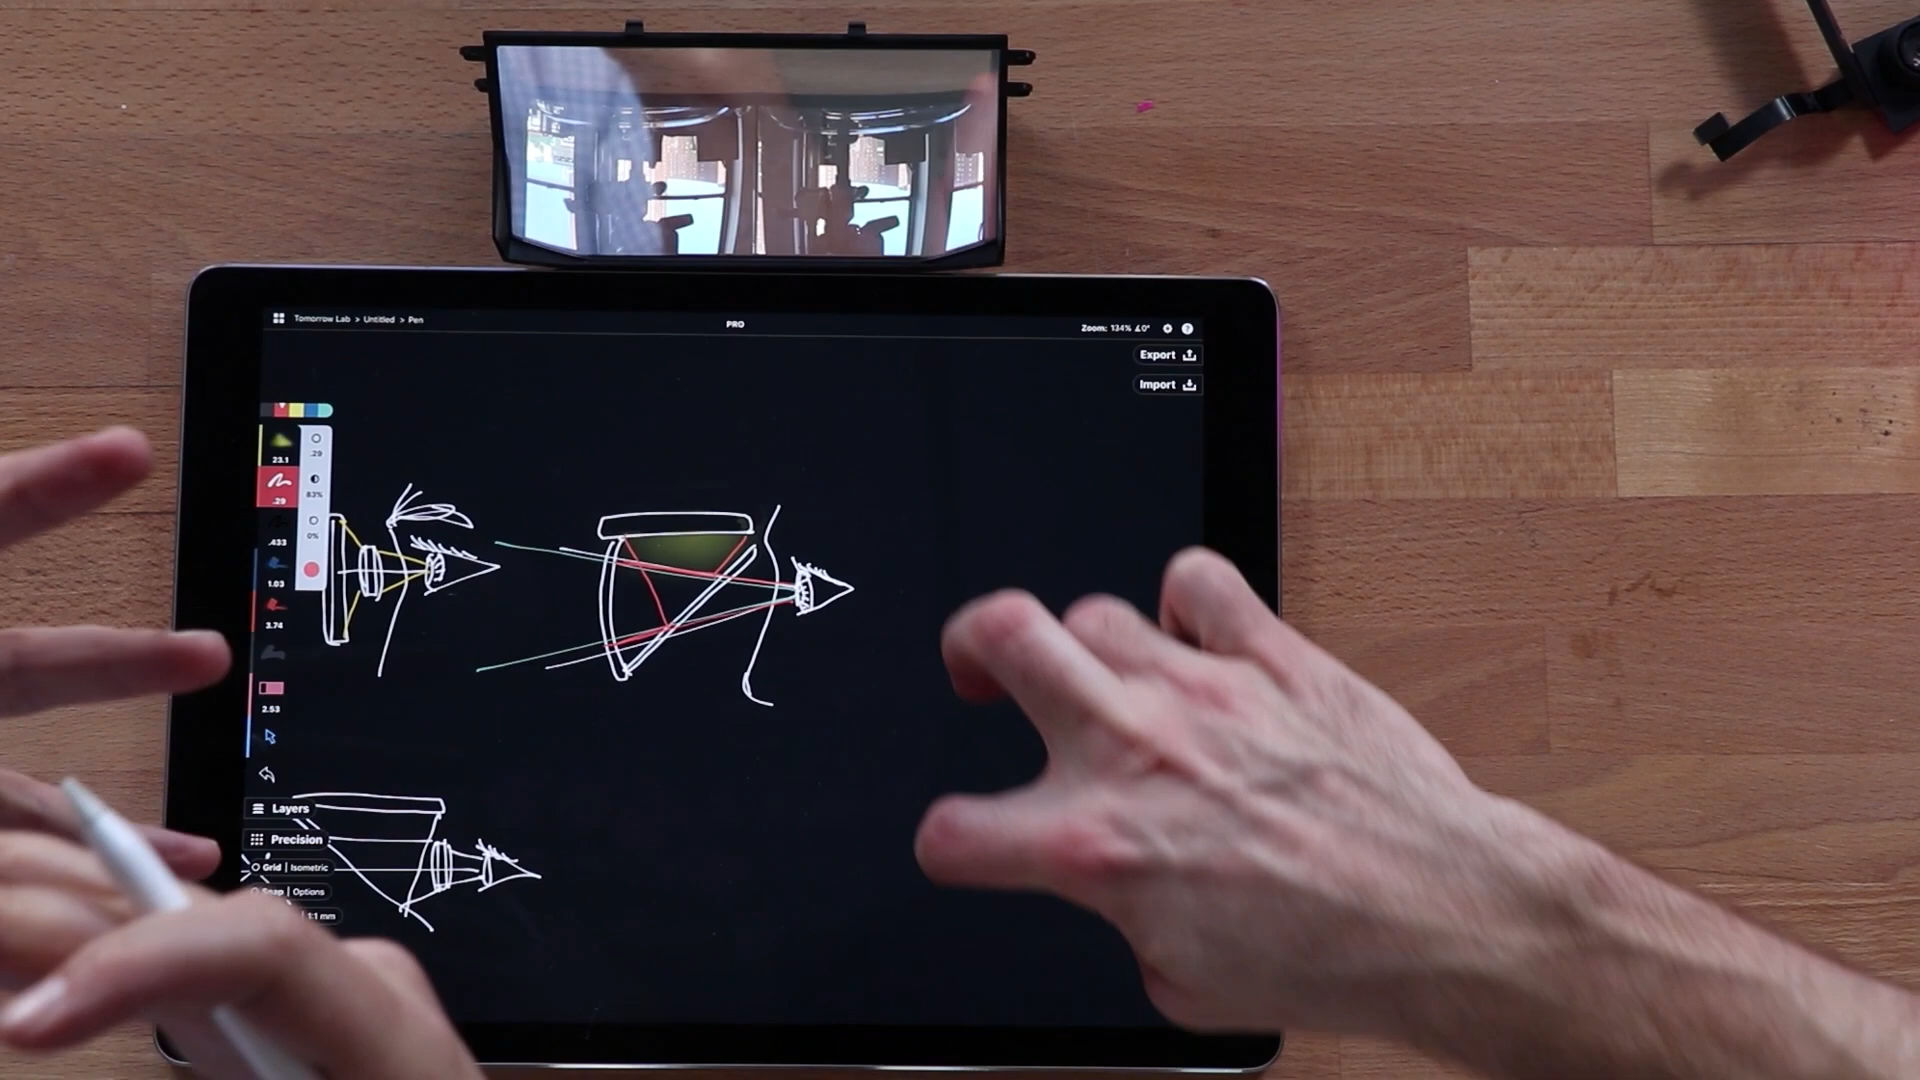 Tomorrow Lab > Untitled > Pen
PRO
Zoom: 134% ∠0°
Export
Import
23.1
.29
83%
.29
.433
0%
1.03
3.74
2.53
Layers
Precision
Grid | Isometric
Snap | Options
1:1 mm